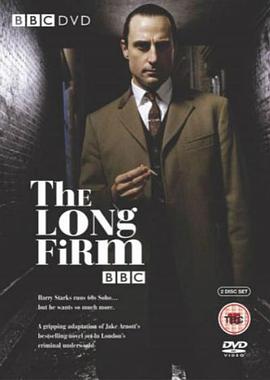 BBC DVD
THE
LONG
FiRM
BBC
Harry Starks runs 60s Soho...
but he wants so much more.
A gripping adaptation of Jake Arnott's
bestselling novel set in London's
criminal underworld.
2 DISC SET
15
DVD
VIDEO